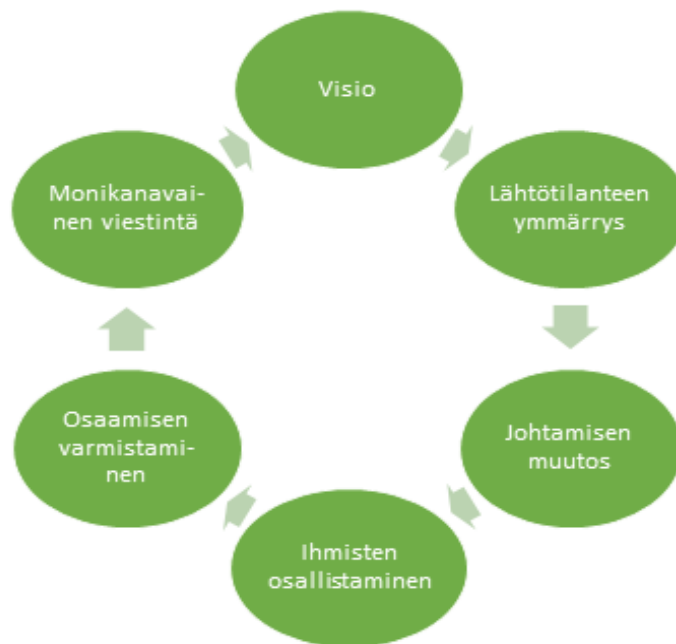 Visio
Lähtötilanteen
ymmärrys
Johtamisen
muutos
Ihmisten
osallistaminen
Osaamisen
varmistami-
nen
Monikanavai-
nen viestintä